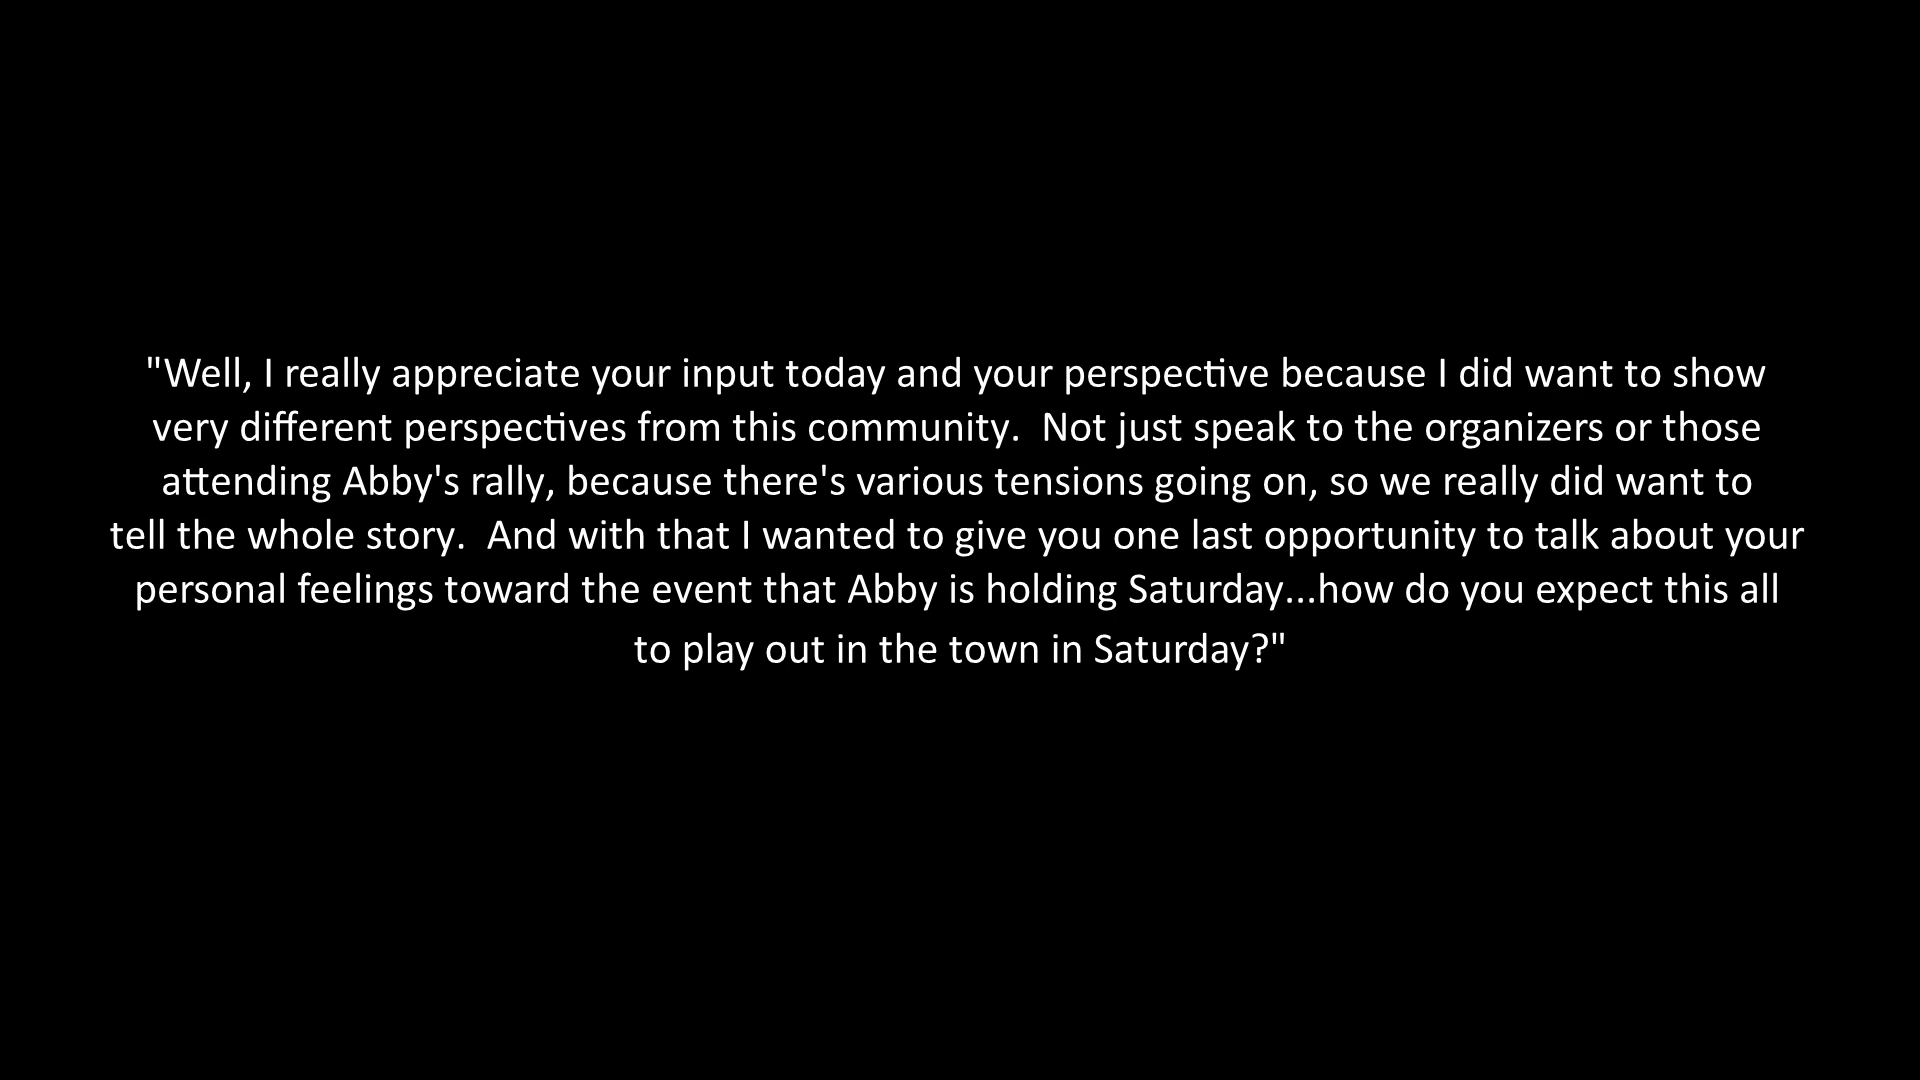 "Well, I really appreciate your input today and your perspective because I did want to show
very different perspectives from this community.  Not just speak to the organizers or those
attending Abby's rally, because there's various tensions going on, so we really did want to
tell the whole story.  And with that I wanted to give you one last opportunity to talk about your
personal feelings toward the event that Abby is holding Saturday...how do you expect this all
to play out in the town in Saturday?"